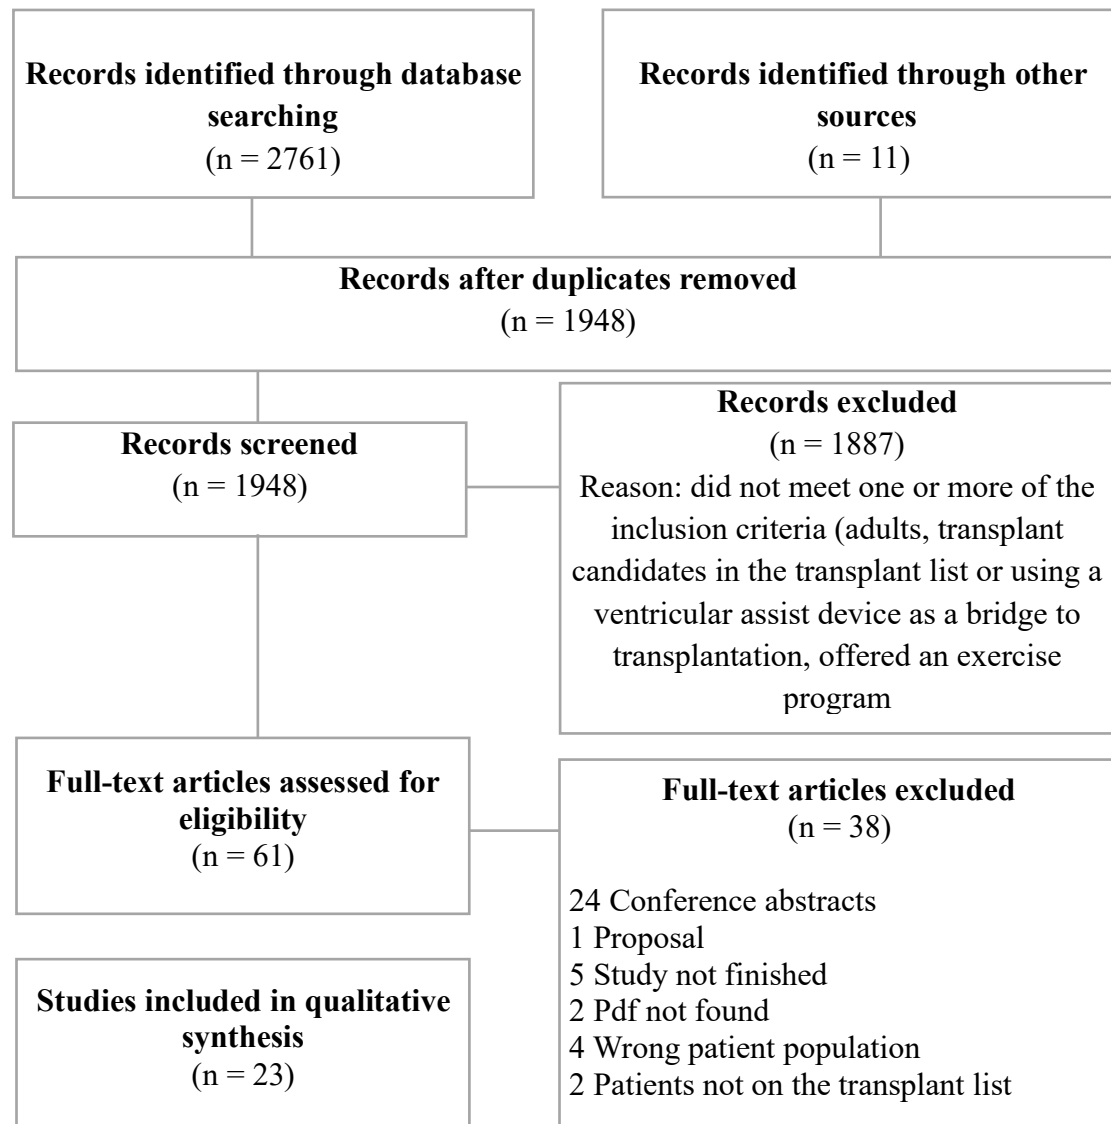 Records identified through database
searching
(n = 2761)
Records identified through other
sources
(n = 11)
Records after duplicates removed
(n = 1948)
Records screened
(n = 1948)
Records excluded
(n = 1887)
Reason: did not meet one or more of the
inclusion criteria (adults, transplant
candidates in the transplant list or using a
ventricular assist device as a bridge to
transplantation, offered an exercise
program
Full-text articles assessed for
eligibility
(n = 61)
Full-text articles excluded
(n = 38)
24 Conference abstracts
1 Proposal
5 Study not finished
2 Pdf not found
4 Wrong patient population
2 Patients not on the transplant list
Studies included in qualitative
synthesis
(n = 23)